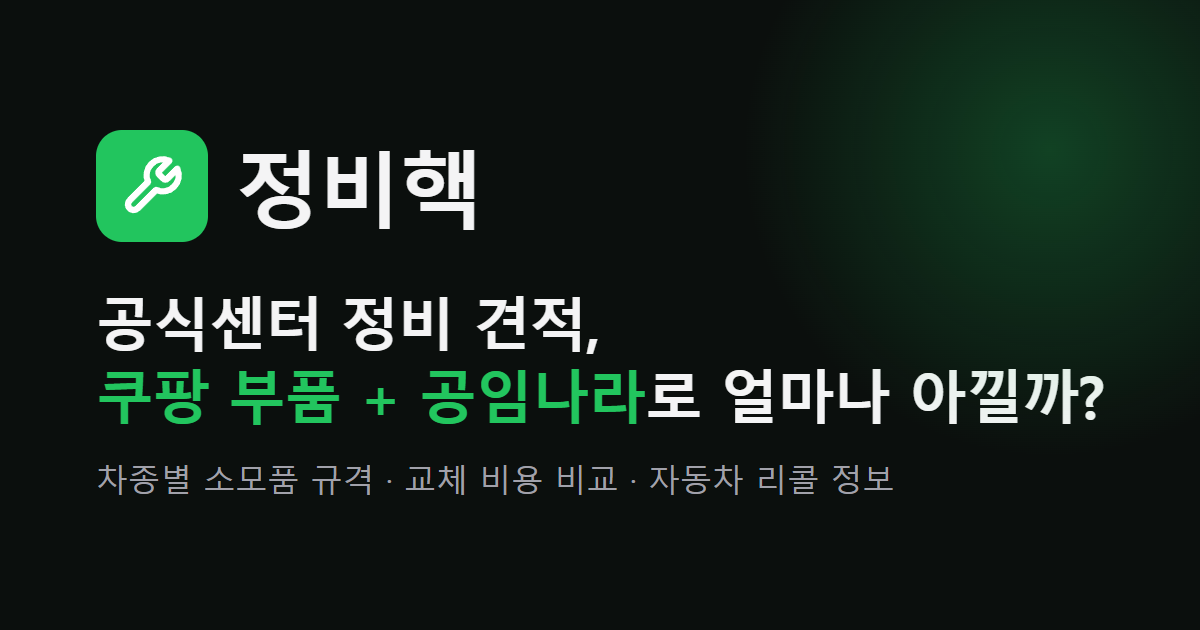 정비핵
공식센터 정비 견적,
쿠팡 부품 + 공임나라로 얼마나 아낄까?
차종별 소모품 규격 · 교체 비용 비교 · 자동차 리콜 정보